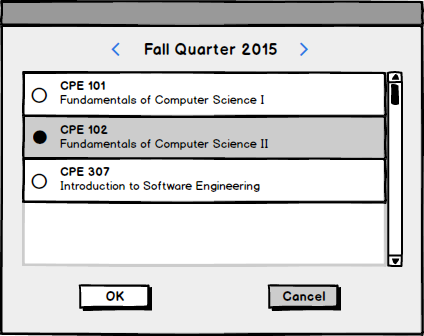 Fall Quarter 2015
CPE 101
Fundamentals of Computer Science I
CPE 102
Fundamentals of Computer Science II
CPE 307
Introduction to Software Engineering
OK
Cancel